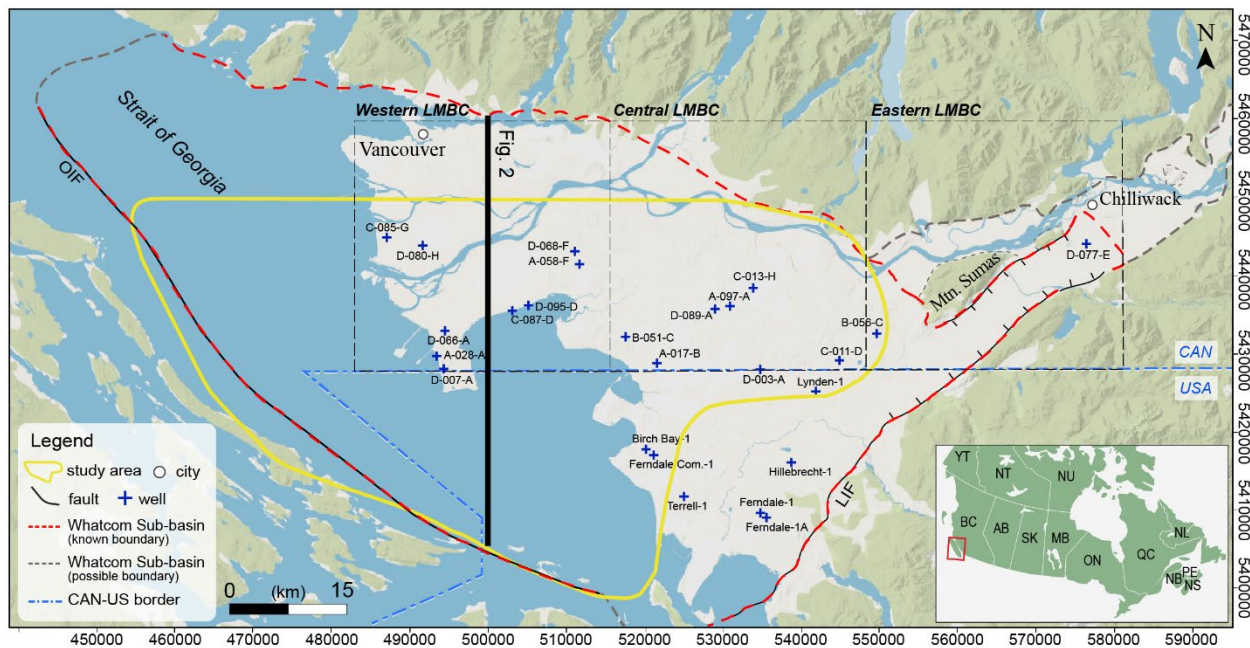 Western LMBC
Central LMBC
Eastern LMBC
N
Strait of Georgia
OIF
Vancouver
Fig. 2
Chilliwack
Mtn. Sumas
C-085-G
D-080-H
D-068-F
A-058-F
D-077-E
C-013-H
A-097-A
D-089-A
D-095-D
C-087-D
D-066-A
A-028-A
D-007-A
B-051-C
A-017-B
B-056-C
C-011-D
D-003-A
Lynden-1
CAN
USA
Birch Bay-1
Ferndale Com.-1
Hillebrecht-1
Terrell-1
Ferndale-1
Ferndale-1A
LIF
Legend
study area
city
fault
well
Whatcom Sub-basin
(known boundary)
Whatcom Sub-basin
(possible boundary)
CAN-US border
0 (km) 15
YT
NT
NU
BC
AB
SK
MB
ON
QC
NL
NB
PE
NS
5470000
5460000
5450000
5440000
5430000
5420000
5410000
5400000
450000 460000 470000 480000 490000 500000 510000 520000 530000 540000 550000 560000 570000 580000 590000